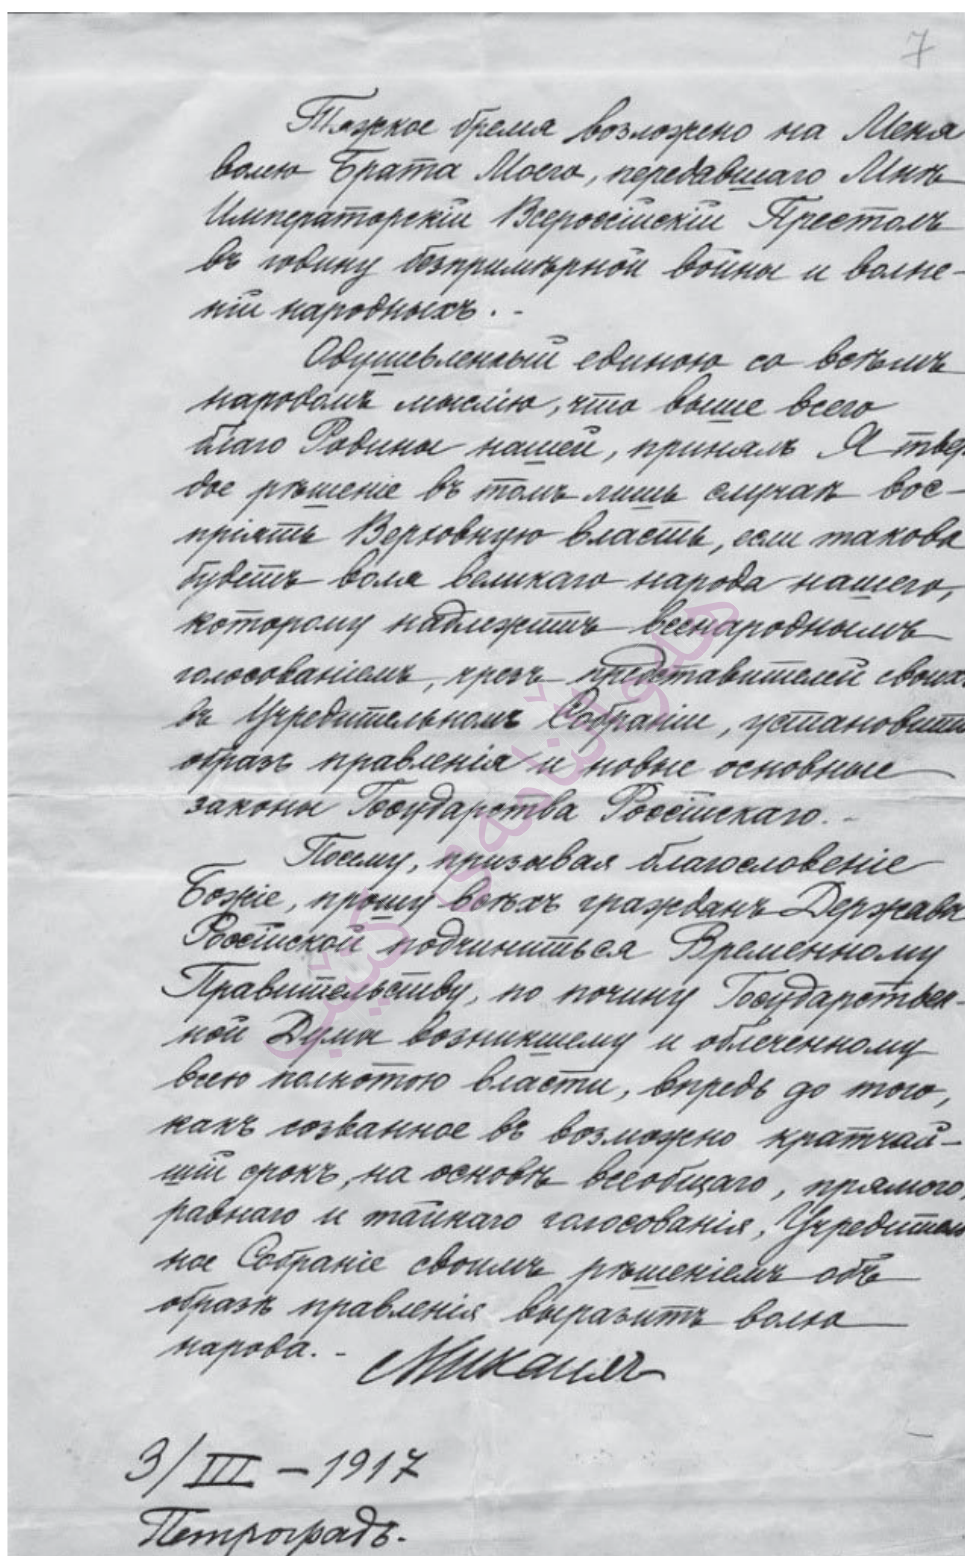 7
Тяжкое бремя возложено на Меня
волею Брата Моего, передавшаго Мнѣ
Императорскій Всероссійскій Престолъ
въ годину безпримѣрной войны и волне-
ній народныхъ. -
Одушевленный единою со всѣмъ
народомъ мыслію, что выше всего
благо Родины нашей, принялъ Я твер
дое рѣшеніе въ томъ лишь случаѣ вос-
пріять Верховную власть, если такова
будетъ воля великаго народа нашего,
которому надлежитъ всенароднымъ
голосованіемъ, чрезъ представителей своихъ
въ Учредительномъ Собраніи, установить
образъ правленія и новые основные
законы Государства Россійскаго. -
Посему, призывая благословеніе
Божіе, прошу всѣхъ гражданъ Державы
Россійской подчиниться Временному
Правительству, по почину Государствен-
ной Думы возникшему и облеченному
всею полнотою власти, впредь до того,
какъ созванное въ возможно кратчай-
шій срокъ, на основѣ всеобщаго, прямого,
равнаго и тайнаго голосованія, Учредитель
ное Собраніе своимъ рѣшеніемъ объ
образѣ правленія выразитъ волю
народа. -
Михаилъ
3/III - 1917
Петроградъ.